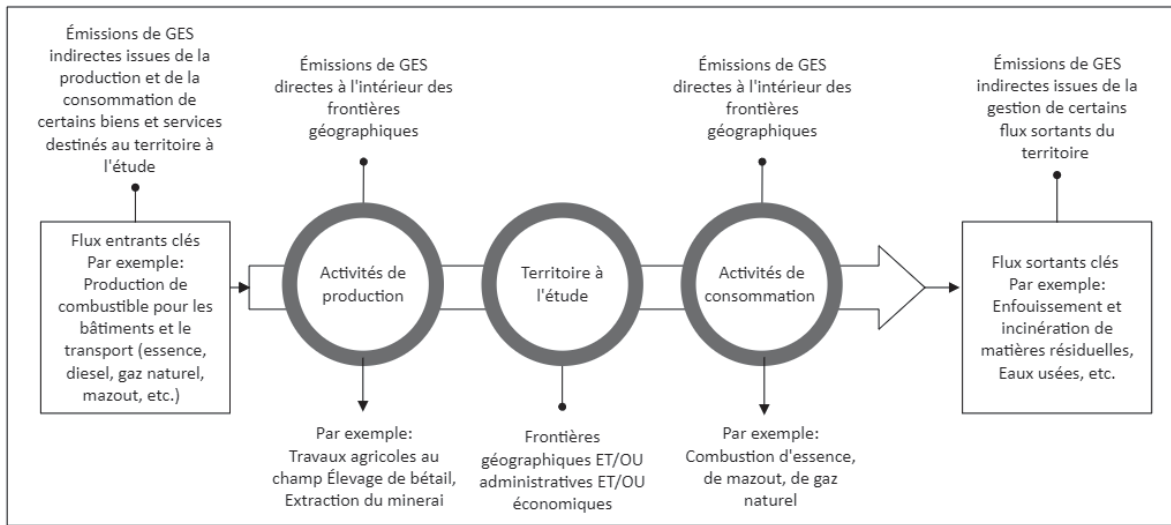 Émissions de GES
indirectes issues de la
production et de la
consommation de
certains biens et services
destinés au territoire à
l'étude
Émissions de GES
directes à l'intérieur des
frontières
géographiques
Émissions de GES
directes à l'intérieur des
frontières
géographiques
Émissions de GES
indirectes issues de la
gestion de certains
flux sortants du
territoire
Flux entrants clés
Par exemple:
Production de
combustible pour les
bâtiments et le
transport (essence,
diesel, gaz naturel,
mazout, etc.)
Activités de
production
Territoire à
l'étude
Activités de
consommation
Flux sortants clés
Par exemple:
Enfouissement et
incinération de
matières résiduelles,
Eaux usées, etc.
Par exemple:
Travaux agricoles au
champ Élevage de bétail,
Extraction du minerai
Frontières
géographiques ET/OU
administratives ET/OU
économiques
Par exemple:
Combustion d'essence,
de mazout, de gaz
naturel